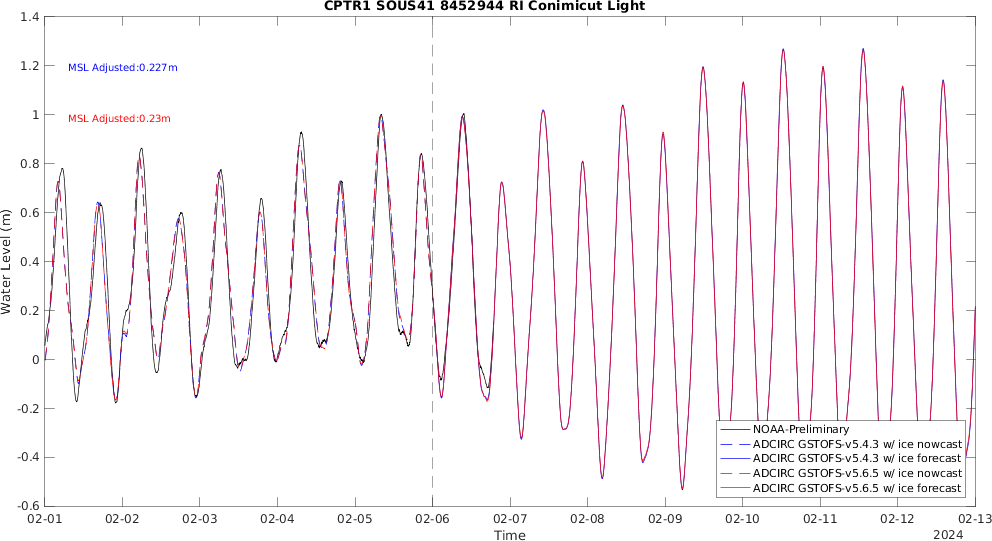 CPTR1 SOUS41 8452944 RI Conimicut Light
1.4
1.2
1
0.8
0.6
0.4
0.2
0
-0.2
-0.4
-0.6
Water Level (m)
MSL Adjusted:0.227m
MSL Adjusted:0.23m
NOAA-Preliminary
ADCIRC GSTOFS-v5.4.3 w/ ice nowcast
ADCIRC GSTOFS-v5.4.3 w/ ice forecast
ADCIRC GSTOFS-v5.6.5 w/ ice nowcast
ADCIRC GSTOFS-v5.6.5 w/ ice forecast
02-01 02-02 02-03 02-04 02-05 02-06 02-07 02-08 02-09 02-10 02-11 02-12 02-13
Time
2024